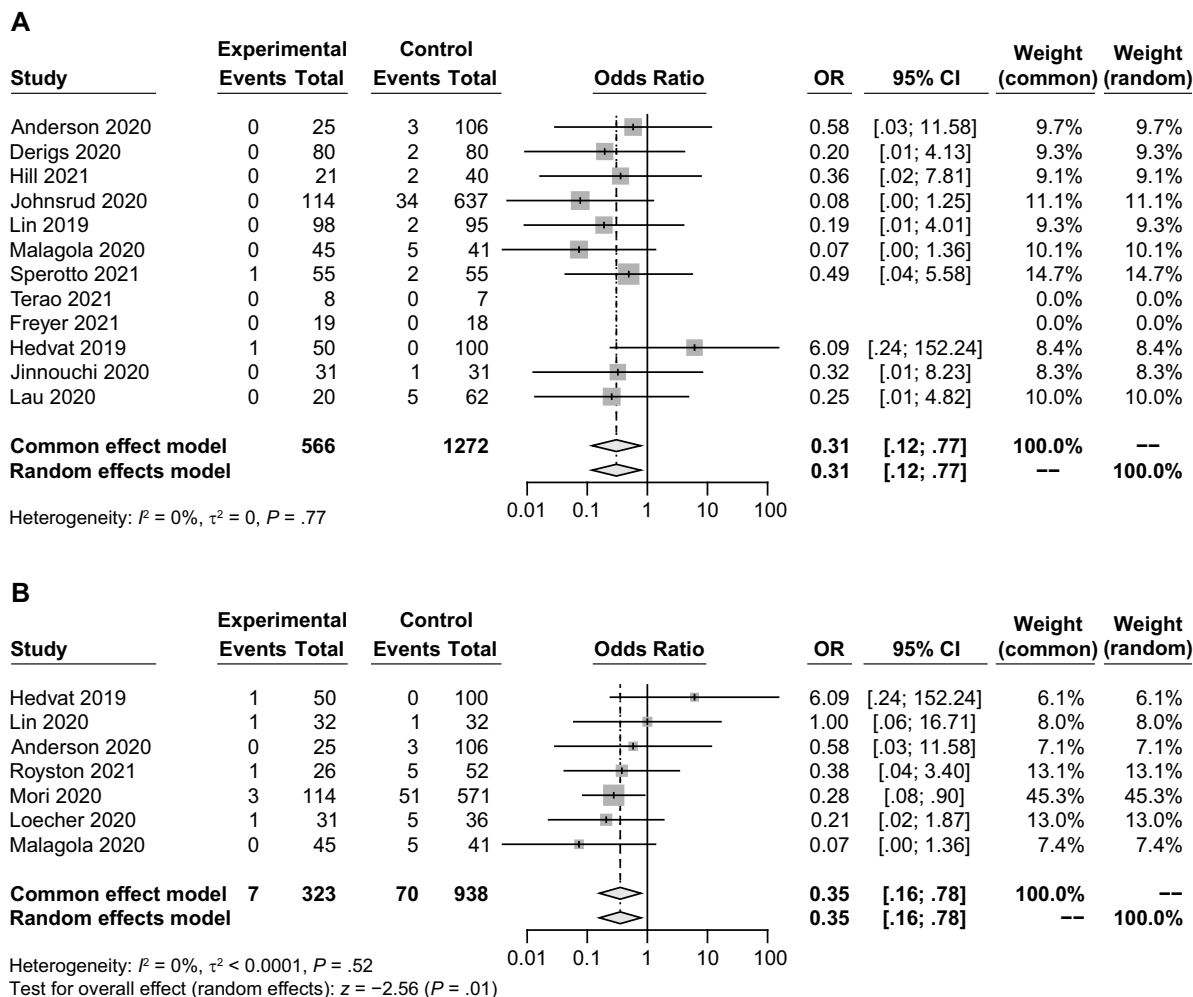 A
Experimental Control Weight Weight
Study Events Total Events Total Odds Ratio OR 95% CI (common) (random)
Anderson 2020 0 25 3 106 0.58 [.03; 11.58] 9.7% 9.7%
Derigs 2020 0 80 2 80 0.20 [.01; 4.13] 9.3% 9.3%
Hill 2021 0 21 2 40 0.36 [.02; 7.81] 9.1% 9.1%
Johnsrud 2020 0 114 34 637 0.08 [.00; 1.25] 11.1% 11.1%
Lin 2019 0 98 2 95 0.19 [.01; 4.01] 9.3% 9.3%
Malagola 2020 0 45 5 41 0.07 [.00; 1.36] 10.1% 10.1%
Sperotto 2021 1 55 2 55 0.49 [.04; 5.58] 14.7% 14.7%
Terao 2021 0 8 0 7 0.0% 0.0%
Freyer 2021 0 19 0 18 0.0% 0.0%
Hedvat 2019 1 50 0 100 6.09 [.24; 152.24] 8.4% 8.4%
Jinnouchi 2020 0 31 1 31 0.32 [.01; 8.23] 8.3% 8.3%
Lau 2020 0 20 5 62 0.25 [.01; 4.82] 10.0% 10.0%
Common effect model 566 1272 0.31 [.12; .77] 100.0% −−
Random effects model 0.31 [.12; .77] −− 100.0%
0.01 0.1 1 10 100
Heterogeneity: I² = 0%, τ² = 0, P = .77
B
Experimental Control Weight Weight
Study Events Total Events Total Odds Ratio OR 95% CI (common) (random)
Hedvat 2019 1 50 0 100 6.09 [.24; 152.24] 6.1% 6.1%
Lin 2020 1 32 1 32 1.00 [.06; 16.71] 8.0% 8.0%
Anderson 2020 0 25 3 106 0.58 [.03; 11.58] 7.1% 7.1%
Royston 2021 1 26 5 52 0.38 [.04; 3.40] 13.1% 13.1%
Mori 2020 3 114 51 571 0.28 [.08; .90] 45.3% 45.3%
Loecher 2020 1 31 5 36 0.21 [.02; 1.87] 13.0% 13.0%
Malagola 2020 0 45 5 41 0.07 [.00; 1.36] 7.4% 7.4%
Common effect model 7 323 70 938 0.35 [.16; .78] 100.0% −−
Random effects model 0.35 [.16; .78] −− 100.0%
0.01 0.1 1 10 100
Heterogeneity: I² = 0%, τ² < 0.0001, P = .52
Test for overall effect (random effects): z = −2.56 (P = .01)